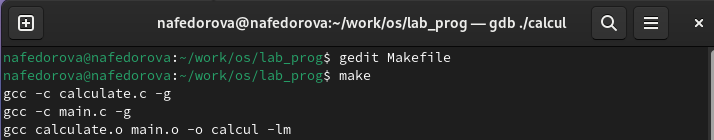 nafedorova@nafedorova:~/work/os/lab_prog — gdb ./calcul
nafedorova@nafedorova:~/work/os/lab_prog$ gedit Makefile
nafedorova@nafedorova:~/work/os/lab_prog$ make
gcc -c calculate.c -g
gcc -c main.c -g
gcc calculate.o main.o -o calcul -lm